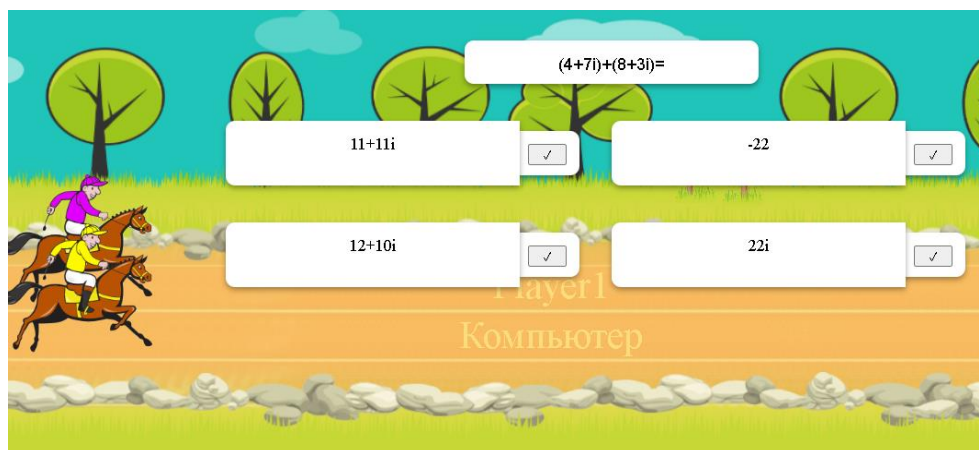 (4+7i)+(8+3i)=
11+11i
-22
12+10i
22i
Player1
Компьютер